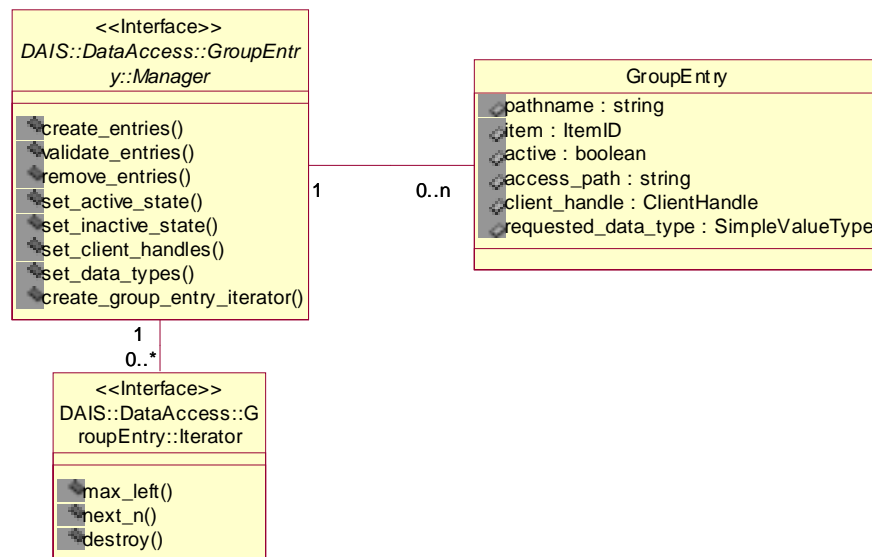 <<Interface>>
DAIS::DataAccess::GroupEntr
y::Manager
create_entries()
validate_entries()
remove_entries()
set_active_state()
set_inactive_state()
set_client_handles()
set_data_types()
create_group_entry_iterator()
GroupEntry
pathname : string
item : ItemID
active : boolean
access_path : string
client_handle : ClientHandle
requested_data_type : SimpleValueType
1
0..n
1
0..*
<<Interface>>
DAIS::DataAccess::G
roupEntry::Iterator
max_left()
next_n()
destroy()